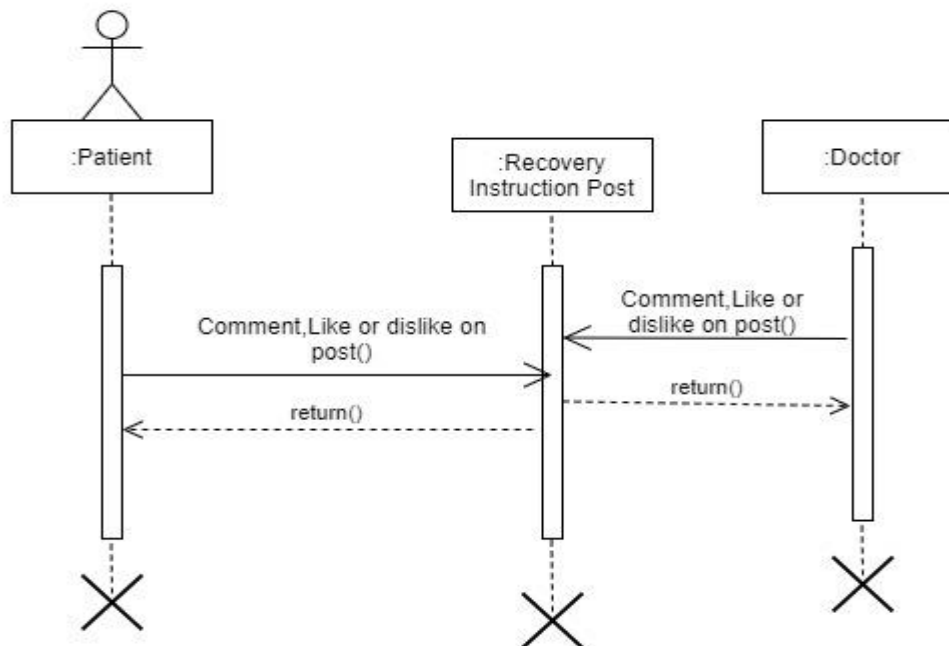 :Patient
:Recovery
Instruction Post
:Doctor
Comment,Like or dislike on
post()
Comment,Like or
dislike on post()
return()
return()